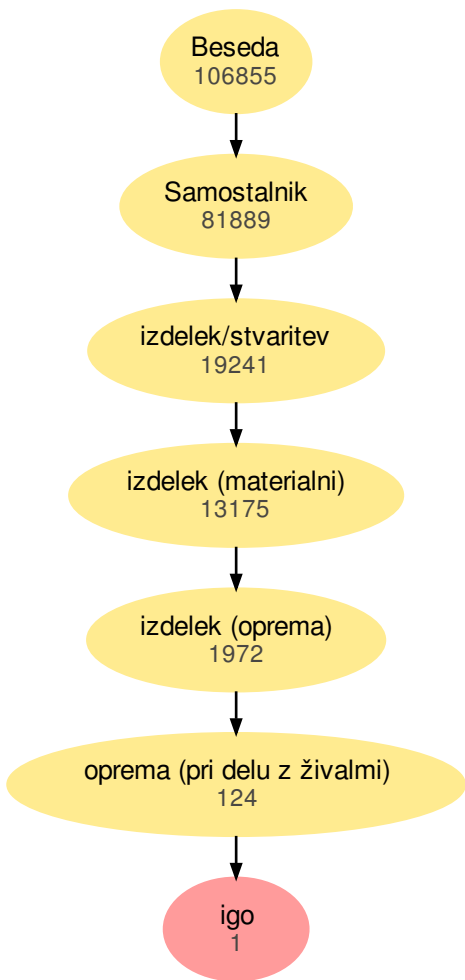 Beseda
106855
Samostalnik
81889
izdelek/stvaritev
19241
izdelek (materialni)
13175
izdelek (oprema)
1972
oprema (pri delu z živalmi)
124
igo
1